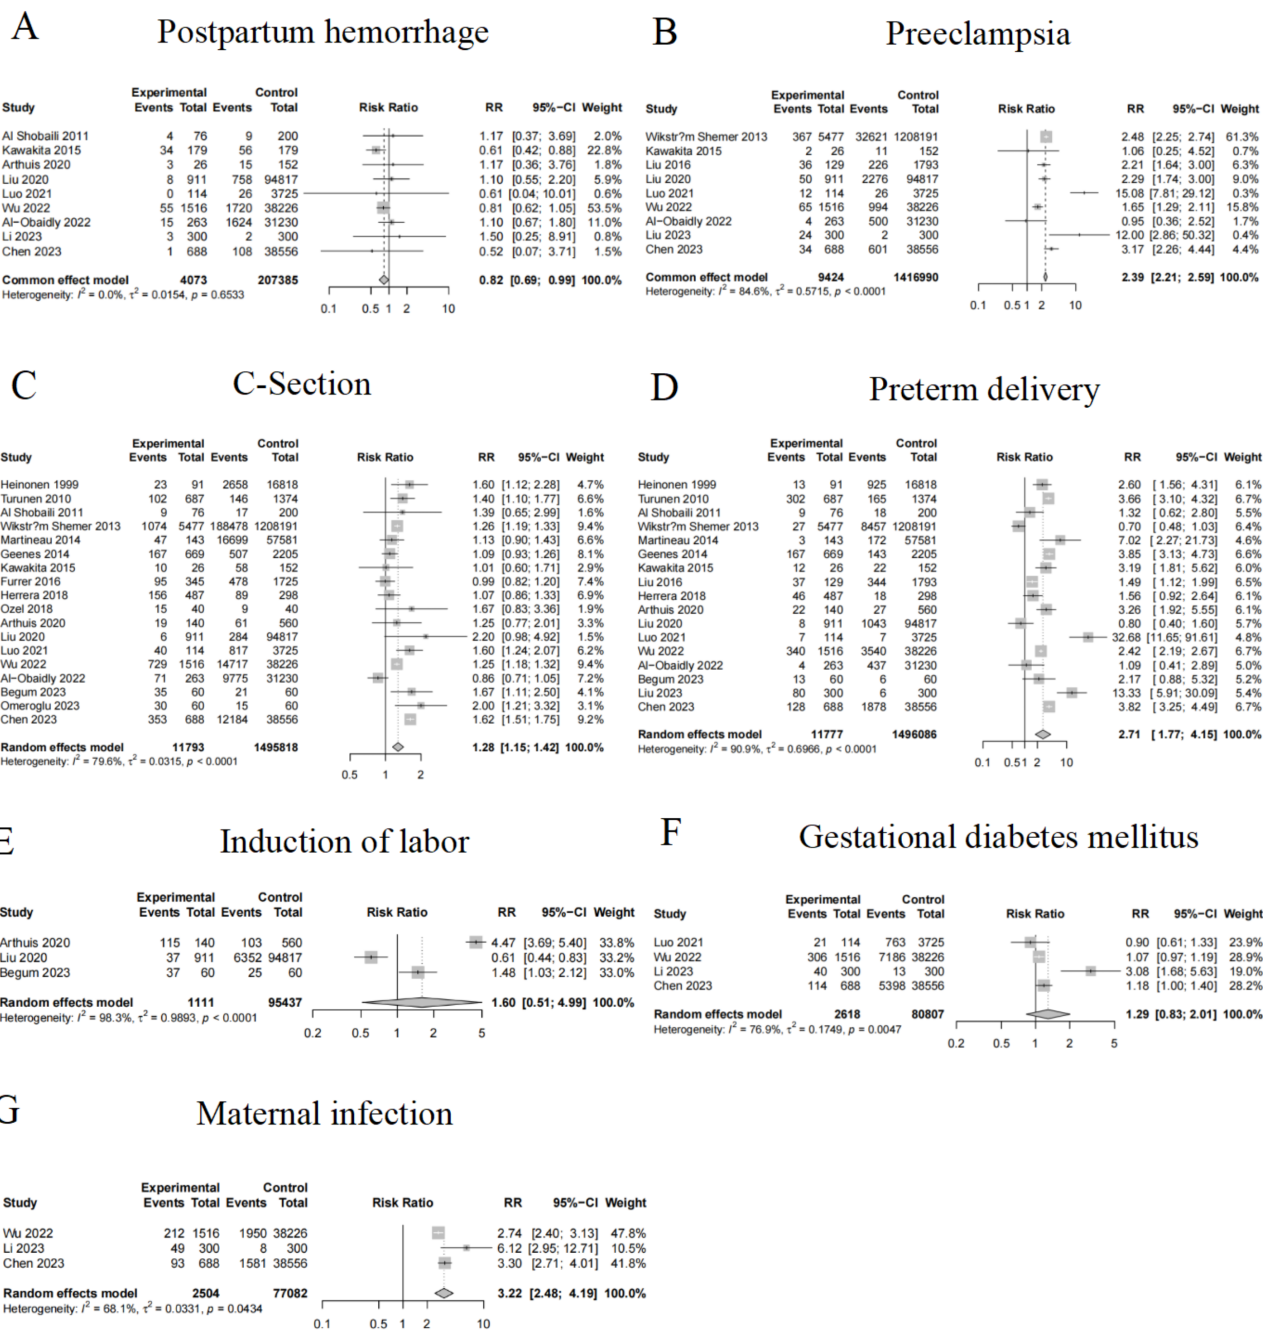 A
Postpartum hemorrhage
Experimental Control
Study Events Total Events Total Risk Ratio RR 95%-CI Weight
Al Shobaili 2011 4 76 9 200 1.17 [0.37; 3.69] 2.0%
Kawakita 2015 34 179 56 179 0.61 [0.42; 0.88] 22.8%
Arthuis 2020 3 26 15 152 1.17 [0.36; 3.76] 1.8%
Liu 2020 8 911 758 94817 1.10 [0.55; 2.20] 5.9%
Luo 2021 0 114 26 3725 0.61 [0.04; 10.01] 0.6%
Wu 2022 55 1516 1720 38226 0.81 [0.62; 1.05] 53.5%
Al-Obaidly 2022 15 263 1624 31230 1.10 [0.67; 1.80] 11.0%
Li 2023 3 300 2 300 1.50 [0.25; 8.91] 0.8%
Chen 2023 1 688 108 38556 0.52 [0.07; 3.71] 1.5%
Common effect model 4073 207385 0.82 [0.69; 0.99] 100.0%
Heterogeneity: I² = 0.0%, τ² = 0.0154, p = 0.6533
0.1 0.5 1 2 10
B
Preeclampsia
Experimental Control
Study Events Total Events Total Risk Ratio RR 95%-CI Weight
Wikstr?m Shemer 2013 367 5477 32621 1208191 2.48 [2.25; 2.74] 61.3%
Kawakita 2015 2 26 11 152 1.06 [0.25; 4.52] 0.7%
Liu 2016 36 129 226 1793 2.21 [1.64; 3.00] 6.3%
Liu 2020 50 911 2276 94817 2.29 [1.74; 3.00] 9.0%
Luo 2021 12 114 26 3725 15.08 [7.81; 29.12] 0.3%
Wu 2022 65 1516 994 38226 1.65 [1.29; 2.11] 15.8%
Al-Obaidly 2022 4 263 500 31230 0.95 [0.36; 2.52] 1.7%
Liu 2023 24 300 2 300 12.00 [2.86; 50.32] 0.4%
Chen 2023 34 688 601 38556 3.17 [2.26; 4.44] 4.4%
Common effect model 9424 1416990 2.39 [2.21; 2.59] 100.0%
Heterogeneity: I² = 84.6%, τ² = 0.5715, p < 0.0001
0.1 0.5 1 2 10
C
C-Section
Experimental Control
Study Events Total Events Total Risk Ratio RR 95%-CI Weight
Heinonen 1999 23 91 2658 16818 1.60 [1.12; 2.28] 4.7%
Turunen 2010 102 687 146 1374 1.40 [1.10; 1.77] 6.6%
Al Shobaili 2011 9 76 17 200 1.39 [0.65; 2.99] 1.6%
Wikstr?m Shemer 2013 1074 5477 188478 1208191 1.26 [1.19; 1.33] 9.4%
Martineau 2014 47 143 16699 57581 1.13 [0.90; 1.43] 6.6%
Geenes 2014 167 669 507 2205 1.09 [0.93; 1.26] 8.1%
Kawakita 2015 10 26 58 152 1.01 [0.60; 1.71] 2.9%
Furrer 2016 95 345 478 1725 0.99 [0.82; 1.20] 7.4%
Herrera 2018 156 487 89 298 1.07 [0.86; 1.33] 6.9%
Ozel 2018 15 40 9 40 1.67 [0.83; 3.36] 1.9%
Arthuis 2020 19 140 61 560 1.25 [0.77; 2.01] 3.3%
Liu 2020 6 911 284 94817 2.20 [0.98; 4.92] 1.5%
Luo 2021 40 114 817 3725 1.60 [1.24; 2.07] 6.2%
Wu 2022 729 1516 14717 38226 1.25 [1.18; 1.32] 9.4%
Al-Obaidly 2022 71 263 9775 31230 0.86 [0.71; 1.05] 7.2%
Begum 2023 35 60 21 60 1.67 [1.11; 2.50] 4.1%
Omeroglu 2023 30 60 15 60 2.00 [1.21; 3.32] 3.0%
Chen 2023 353 688 12184 38556 1.62 [1.51; 1.75] 9.2%
Random effects model 11793 1495818 1.28 [1.15; 1.42] 100.0%
Heterogeneity: I² = 79.6%, τ² = 0.0315, p < 0.0001
0.5 1 2
D
Preterm delivery
Experimental Control
Study Events Total Events Total Risk Ratio RR 95%-CI Weight
Heinonen 1999 13 91 925 16818 2.60 [ 1.56; 4.31] 6.1%
Turunen 2010 302 687 165 1374 3.66 [ 3.10; 4.32] 6.7%
Al Shobaili 2011 9 76 18 200 1.32 [ 0.62; 2.80] 5.5%
Wikstr?m Shemer 2013 27 5477 8457 1208191 0.70 [ 0.48; 1.03] 6.4%
Martineau 2014 3 143 172 57581 7.02 [ 2.27; 21.73] 4.4%
Geenes 2014 167 669 143 2205 3.85 [ 3.13; 4.73] 6.7%
Kawakita 2015 12 26 22 152 3.19 [ 1.81; 5.62] 6.0%
Liu 2016 37 129 344 1793 1.49 [ 1.12; 1.99] 6.6%
Herrera 2018 46 487 18 298 1.56 [ 0.92; 2.64] 6.1%
Arthuis 2020 22 140 27 560 3.26 [ 1.92; 5.55] 6.1%
Liu 2020 8 911 1043 94817 0.80 [ 0.40; 1.60] 5.7%
Luo 2021 7 114 7 3725 32.68 [11.65; 91.61] 4.8%
Wu 2022 340 1516 3540 38226 2.42 [ 2.19; 2.67] 6.7%
Al-Obaidly 2022 4 263 437 31230 1.09 [ 0.41; 2.89] 5.0%
Begum 2023 13 60 6 60 2.17 [ 0.88; 5.32] 5.2%
Liu 2023 80 300 6 300 13.33 [ 5.91; 30.09] 5.4%
Chen 2023 128 688 1878 38556 3.82 [ 3.25; 4.49] 6.7%
Random effects model 11777 1496086 2.71 [ 1.77; 4.15] 100.0%
Heterogeneity: I² = 90.9%, τ² = 0.6966, p < 0.0001
0.1 0.5 1 2 10
E
Induction of labor
Experimental Control
Study Events Total Events Total Risk Ratio RR 95%-CI Weight
Arthuis 2020 115 140 103 560 4.47 [3.69; 5.40] 33.8%
Liu 2020 37 911 6352 94817 0.61 [0.44; 0.83] 33.2%
Begum 2023 37 60 25 60 1.48 [1.03; 2.12] 33.0%
Random effects model 1111 95437 1.60 [0.51; 4.99] 100.0%
Heterogeneity: I² = 98.3%, τ² = 0.9893, p < 0.0001
0.2 0.5 1 2 5
F
Gestational diabetes mellitus
Experimental Control
Study Events Total Events Total Risk Ratio RR 95%-CI Weight
Luo 2021 21 114 763 3725 0.90 [0.61; 1.33] 23.9%
Wu 2022 306 1516 7186 38226 1.07 [0.97; 1.19] 28.9%
Li 2023 40 300 13 300 3.08 [1.68; 5.63] 19.0%
Chen 2023 114 688 5398 38556 1.18 [1.00; 1.40] 28.2%
Random effects model 2618 80807 1.29 [0.83; 2.01] 100.0%
Heterogeneity: I² = 76.9%, τ² = 0.1749, p = 0.0047
0.2 0.5 1 2 5
G
Maternal infection
Experimental Control
Study Events Total Events Total Risk Ratio RR 95%-CI Weight
Wu 2022 212 1516 1950 38226 2.74 [2.40; 3.13] 47.8%
Li 2023 49 300 8 300 6.12 [2.95; 12.71] 10.5%
Chen 2023 93 688 1581 38556 3.30 [2.71; 4.01] 41.8%
Random effects model 2504 77082 3.22 [2.48; 4.19] 100.0%
Heterogeneity: I² = 68.1%, τ² = 0.0331, p = 0.0434
0.1 0.5 1 2 10